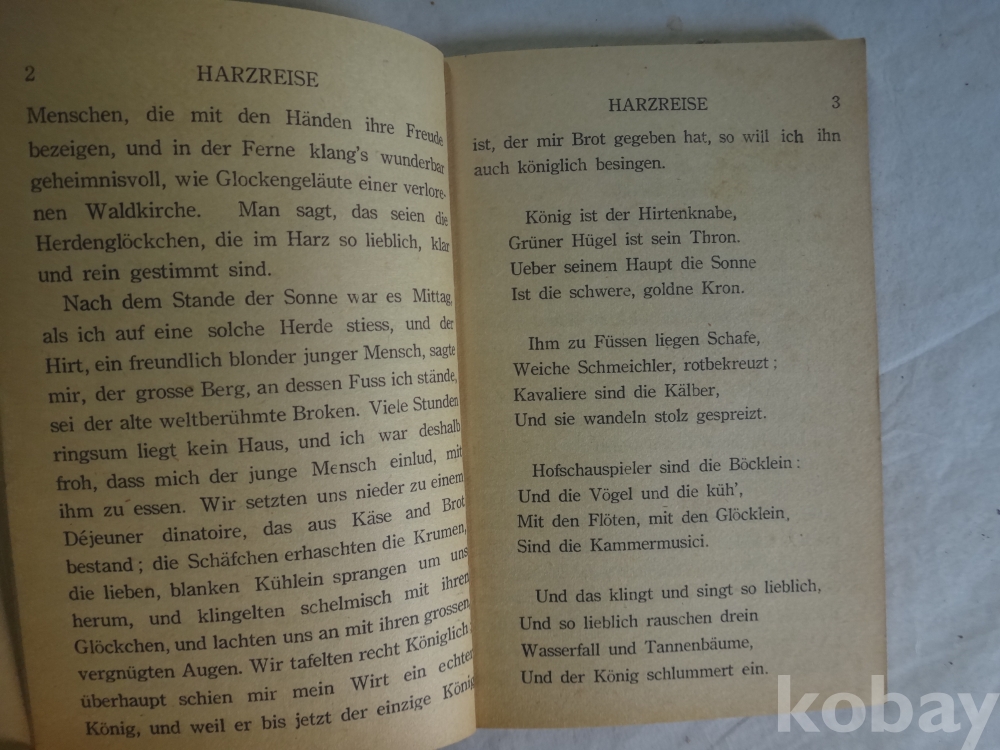 2 HARZREISE
Menschen, die mit den Händen ihre Freude
bezeigen, und in der Ferne klang's wunderbar
geheimnisvoll, wie Glockengeläute einer verlore-
nen Waldkirche. Man sagt, das seien die
Herdenglöckchen, die im Harz so lieblich, klar
und rein gestimmt sind.
Nach dem Stande der Sonne war es Mittag,
als ich auf eine solche Herde stiess, und der
Hirt, ein freundlich blonder junger Mensch, sagte
mir, der grosse Berg, an dessen Fuss ich stände,
sei der alte weltberühmte Broken. Viele Stunden
ringsum liegt kein Haus, und ich war deshalb
froh, dass mich der junge Mensch einlud, mit
ihm zu essen. Wir setzten uns nieder zu einem
Déjeuner dinatoire, das aus Käse and Brot
bestand; die Schäfchen erhaschten die Krumen,
die lieben, blanken Kühlein sprangen um uns
herum, und klingelten schelmisch mit ihren
Glöckchen, und lachten uns an mit ihren grossen,
vergnügten Augen. Wir tafelten recht Königlich;
überhaupt schien mir mein Wirt ein echter
König, und weil er bis jetzt der einzige König
HARZREISE 3
ist, der mir Brot gegeben hat, so will ich ihn
auch königlich besingen.
König ist der Hirtenknabe,
Grüner Hügel ist sein Thron.
Ueber seinem Haupt die Sonne
Ist die schwere, goldne Kron.
Ihm zu Füssen liegen Schafe,
Weiche Schmeichler, rotbekreuzt;
Kavaliere sind die Kälber,
Und sie wandeln stolz gespreizt.
Hofschauspieler sind die Böcklein:
Und die Vögel und die küh',
Mit den Flöten, mit den Glöcklein,
Sind die Kammermusici.
Und das klingt und singt so lieblich,
Und so lieblich rauschen drein
Wasserfall und Tannenbäume,
Und der König schlummert ein.
kobay